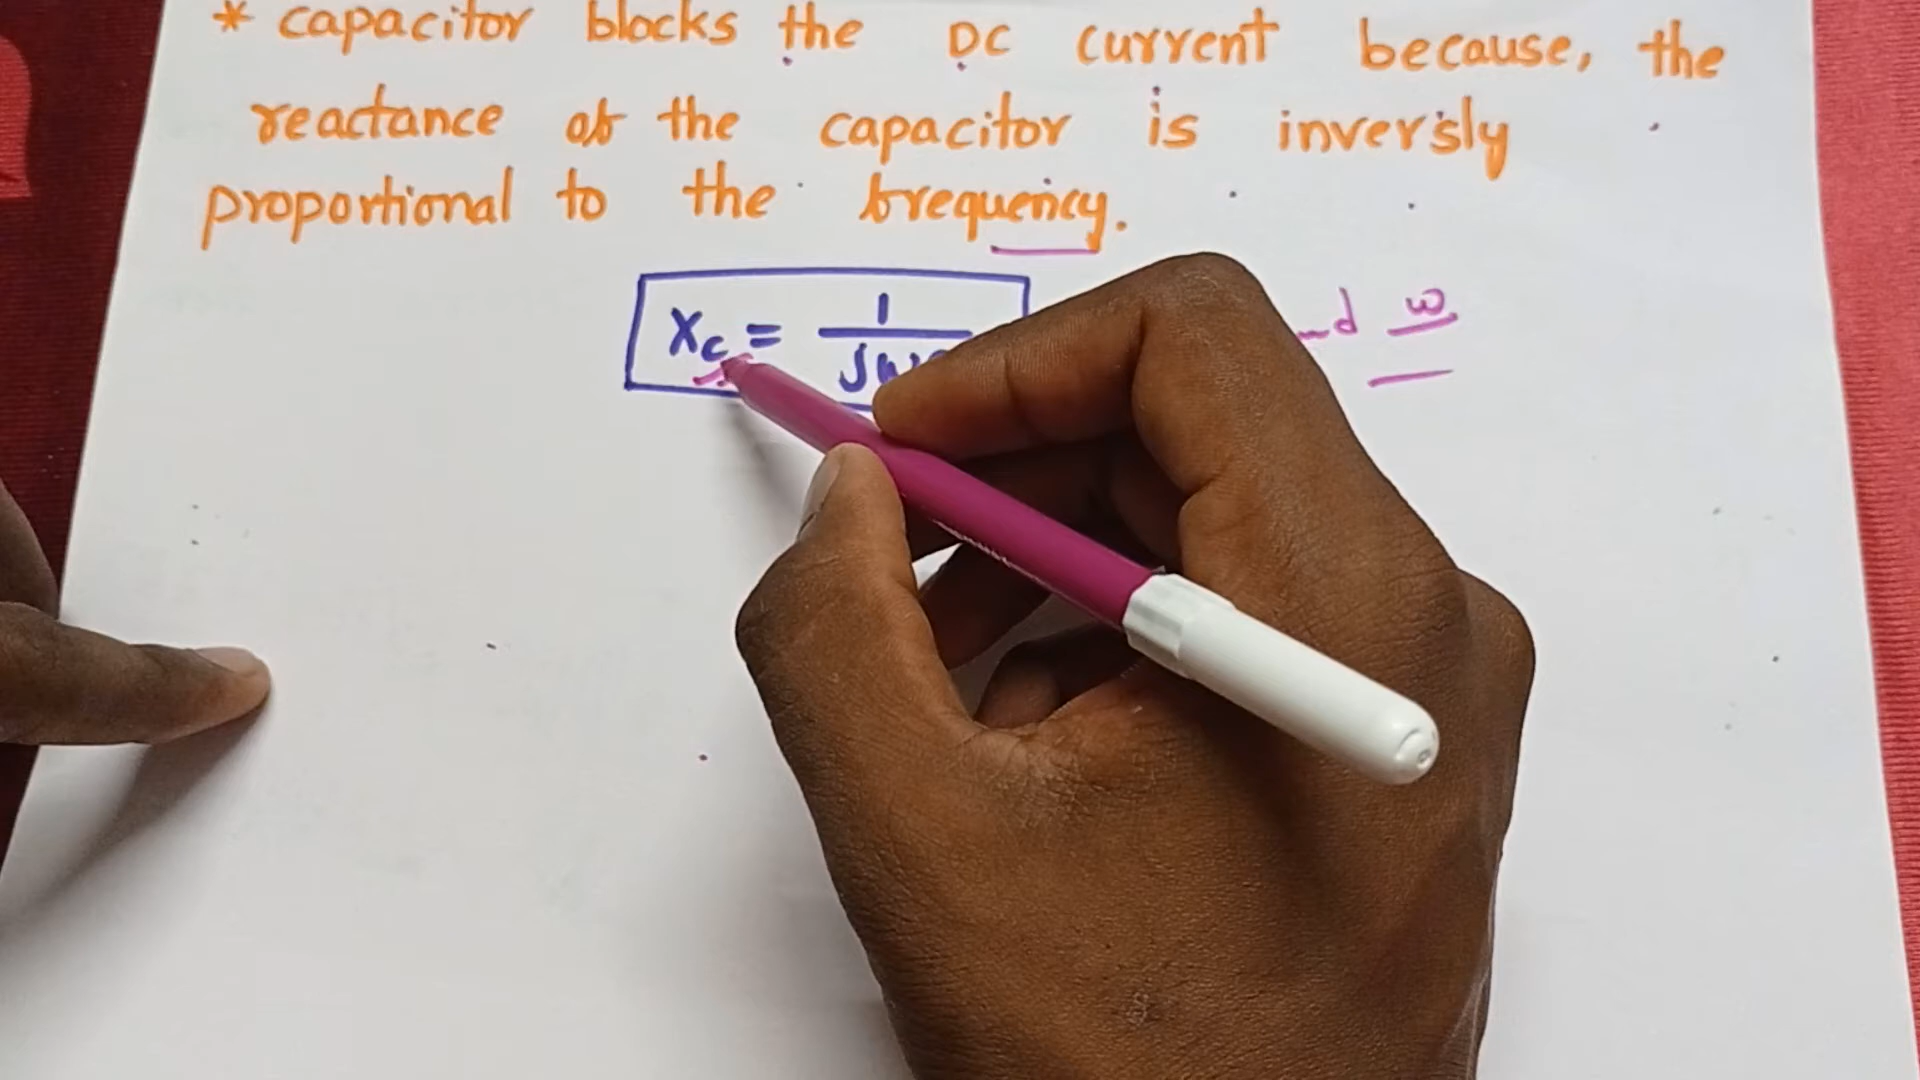 * capacitor blocks the DC current because, the
reactance of the capacitor is inversly
proportional to the frequency.
Xc = 1
jw
w